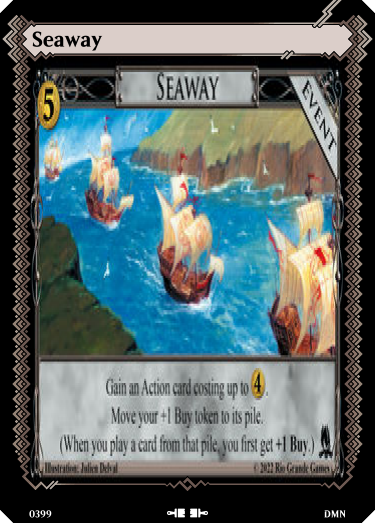 Seaway
SEAWAY
5
EVENT
Gain an Action card costing up to 4.
Move your +1 Buy token to its pile.
(When you play a card from that pile, you first get +1 Buy.)
Illustration: Julien Delval © 2022 Rio Grande Games
0399 DMN